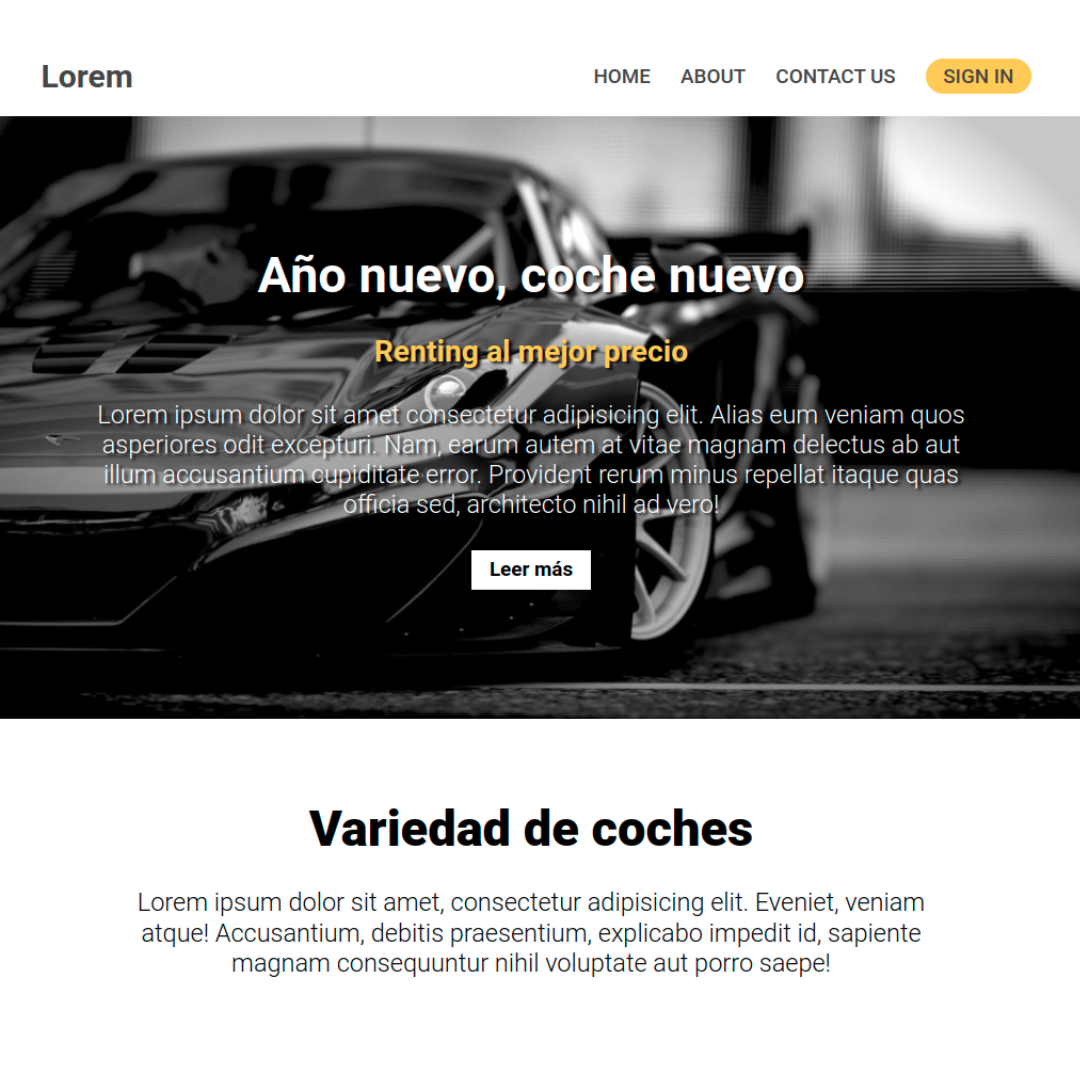 Lorem
HOME ABOUT CONTACT US SIGN IN
Año nuevo, coche nuevo
Renting al mejor precio
Lorem ipsum dolor sit amet consectetur adipisicing elit. Alias eum veniam quos
asperiores odit excepturi. Nam, earum autem at vitae magnam delectus ab aut
illum accusantium cupiditate error. Provident rerum minus repellat itaque quas
officia sed, architecto nihil ad vero!
Leer más
Variedad de coches
Lorem ipsum dolor sit amet, consectetur adipisicing elit. Eveniet, veniam
atque! Accusantium, debitis praesentium, explicabo impedit id, sapiente
magnam consequuntur nihil voluptate aut porro saepe!